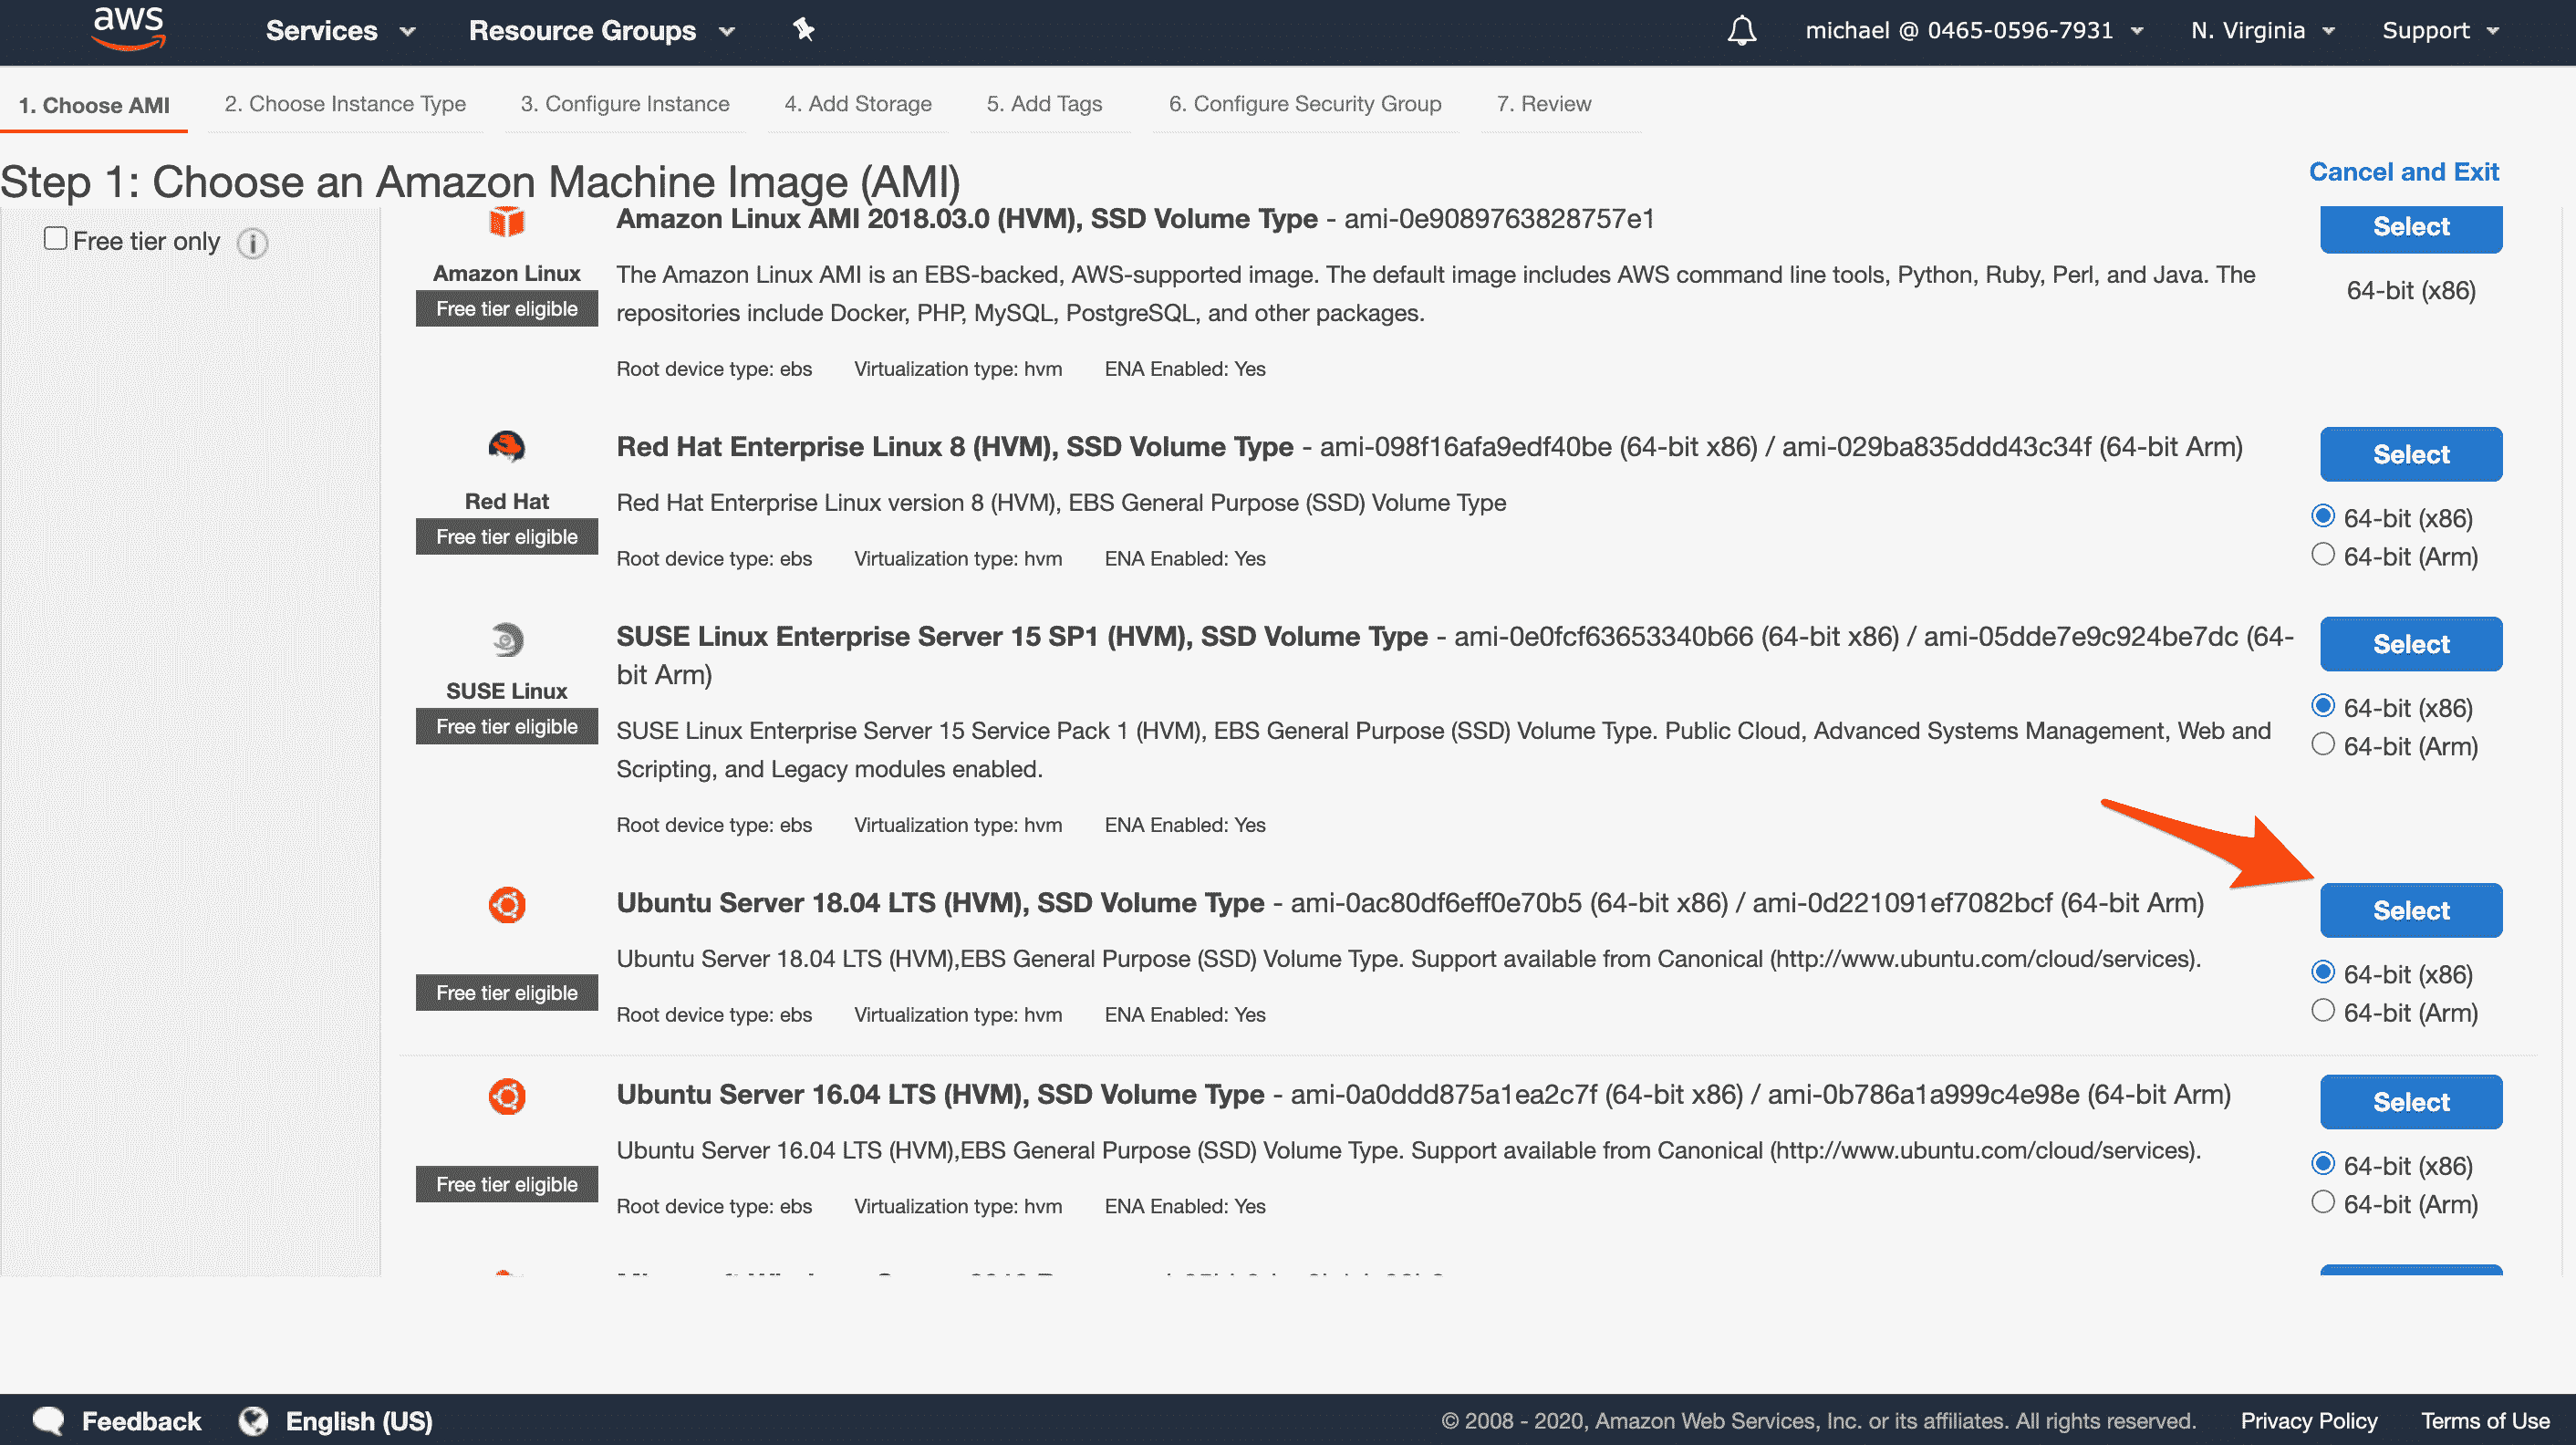 aws Services Resource Groups michael @ 0465-0596-7931 N. Virginia Support
1. Choose AMI 2. Choose Instance Type 3. Configure Instance 4. Add Storage 5. Add Tags 6. Configure Security Group 7. Review
Step 1: Choose an Amazon Machine Image (AMI)
Cancel and Exit
Free tier only
Amazon Linux
Free tier eligible
Amazon Linux AMI 2018.03.0 (HVM), SSD Volume Type - ami-0e9089763828757e1
The Amazon Linux AMI is an EBS-backed, AWS-supported image. The default image includes AWS command line tools, Python, Ruby, Perl, and Java. The
repositories include Docker, PHP, MySQL, PostgreSQL, and other packages.
Root device type: ebs Virtualization type: hvm ENA Enabled: Yes
Select
64-bit (x86)
Red Hat
Free tier eligible
Red Hat Enterprise Linux 8 (HVM), SSD Volume Type - ami-098f16afa9edf40be (64-bit x86) / ami-029ba835ddd43c34f (64-bit Arm)
Red Hat Enterprise Linux version 8 (HVM), EBS General Purpose (SSD) Volume Type
Root device type: ebs Virtualization type: hvm ENA Enabled: Yes
Select
64-bit (x86)
64-bit (Arm)
SUSE Linux
Free tier eligible
SUSE Linux Enterprise Server 15 SP1 (HVM), SSD Volume Type - ami-0e0fcf63653340b66 (64-bit x86) / ami-05dde7e9c924be7dc (64-
bit Arm)
SUSE Linux Enterprise Server 15 Service Pack 1 (HVM), EBS General Purpose (SSD) Volume Type. Public Cloud, Advanced Systems Management, Web and
Scripting, and Legacy modules enabled.
Root device type: ebs Virtualization type: hvm ENA Enabled: Yes
Select
64-bit (x86)
64-bit (Arm)
Free tier eligible
Ubuntu Server 18.04 LTS (HVM), SSD Volume Type - ami-0ac80df6eff0e70b5 (64-bit x86) / ami-0d221091ef7082bcf (64-bit Arm)
Ubuntu Server 18.04 LTS (HVM),EBS General Purpose (SSD) Volume Type. Support available from Canonical (http://www.ubuntu.com/cloud/services).
Root device type: ebs Virtualization type: hvm ENA Enabled: Yes
Select
64-bit (x86)
64-bit (Arm)
Free tier eligible
Ubuntu Server 16.04 LTS (HVM), SSD Volume Type - ami-0a0ddd875a1ea2c7f (64-bit x86) / ami-0b786a1a999c4e98e (64-bit Arm)
Ubuntu Server 16.04 LTS (HVM),EBS General Purpose (SSD) Volume Type. Support available from Canonical (http://www.ubuntu.com/cloud/services).
Root device type: ebs Virtualization type: hvm ENA Enabled: Yes
Select
64-bit (x86)
64-bit (Arm)
Feedback English (US) © 2008 - 2020, Amazon Web Services, Inc. or its affiliates. All rights reserved. Privacy Policy Terms of Use